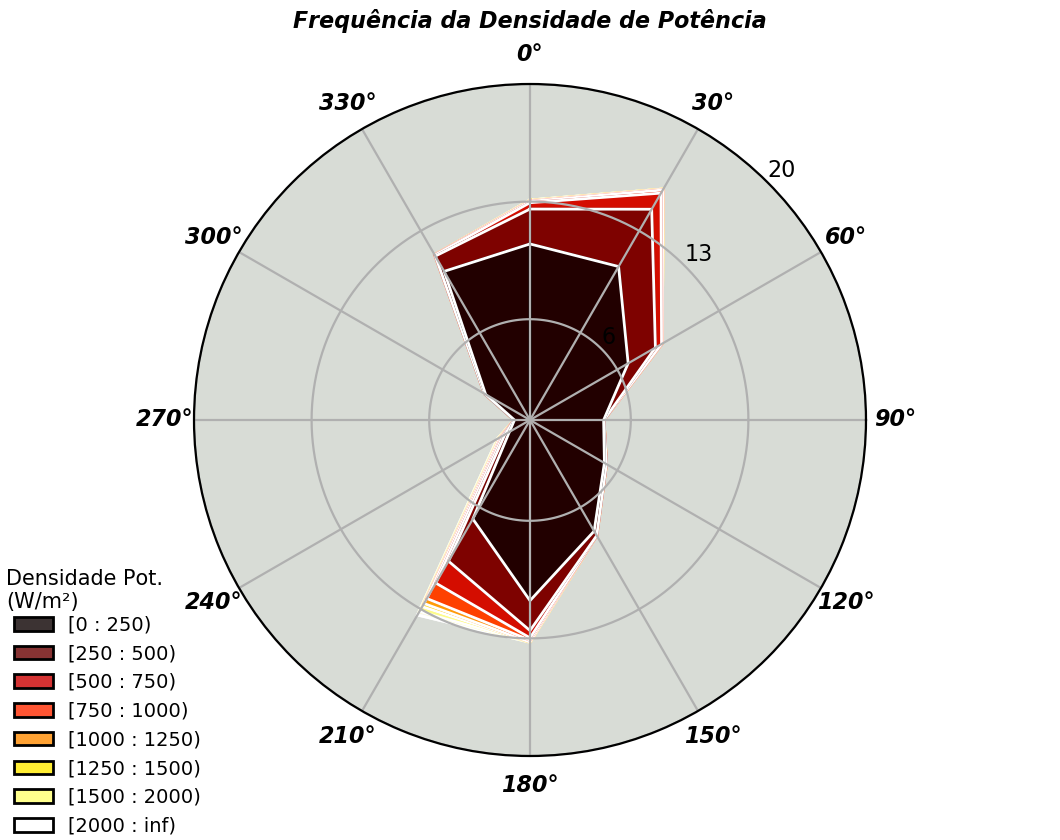 Frequência da Densidade de Potência
0°
330°
30°
20
300°
60°
13
6
270°
90°
240°
120°
210°
150°
180°
Densidade Pot.
(W/m²)
[0 : 250)
[250 : 500)
[500 : 750)
[750 : 1000)
[1000 : 1250)
[1250 : 1500)
[1500 : 2000)
[2000 : inf)